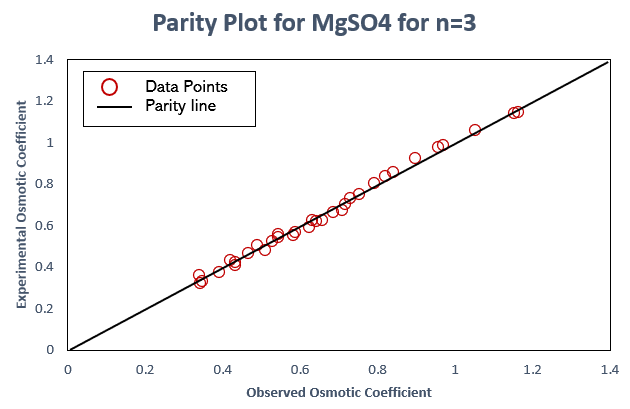 Parity Plot for MgSO4 for n=3
Experimental Osmotic Coefficient
1.4
1.2
1
0.8
0.6
0.4
0.2
0
Data Points
Parity line
0 0.2 0.4 0.6 0.8 1 1.2 1.4
Observed Osmotic Coefficient